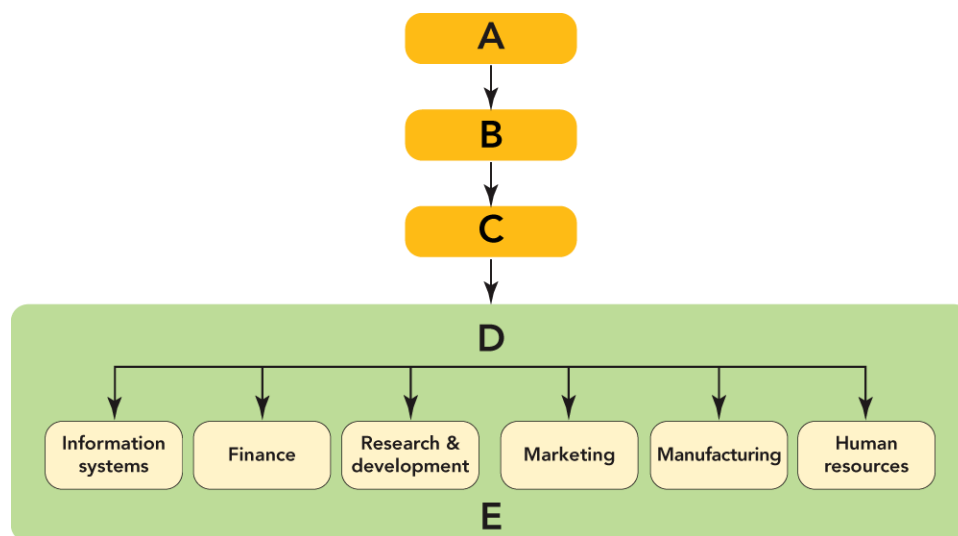 A
B
C
D
Information
systems
Finance
Research &
development
Marketing
Manufacturing
Human
resources
E